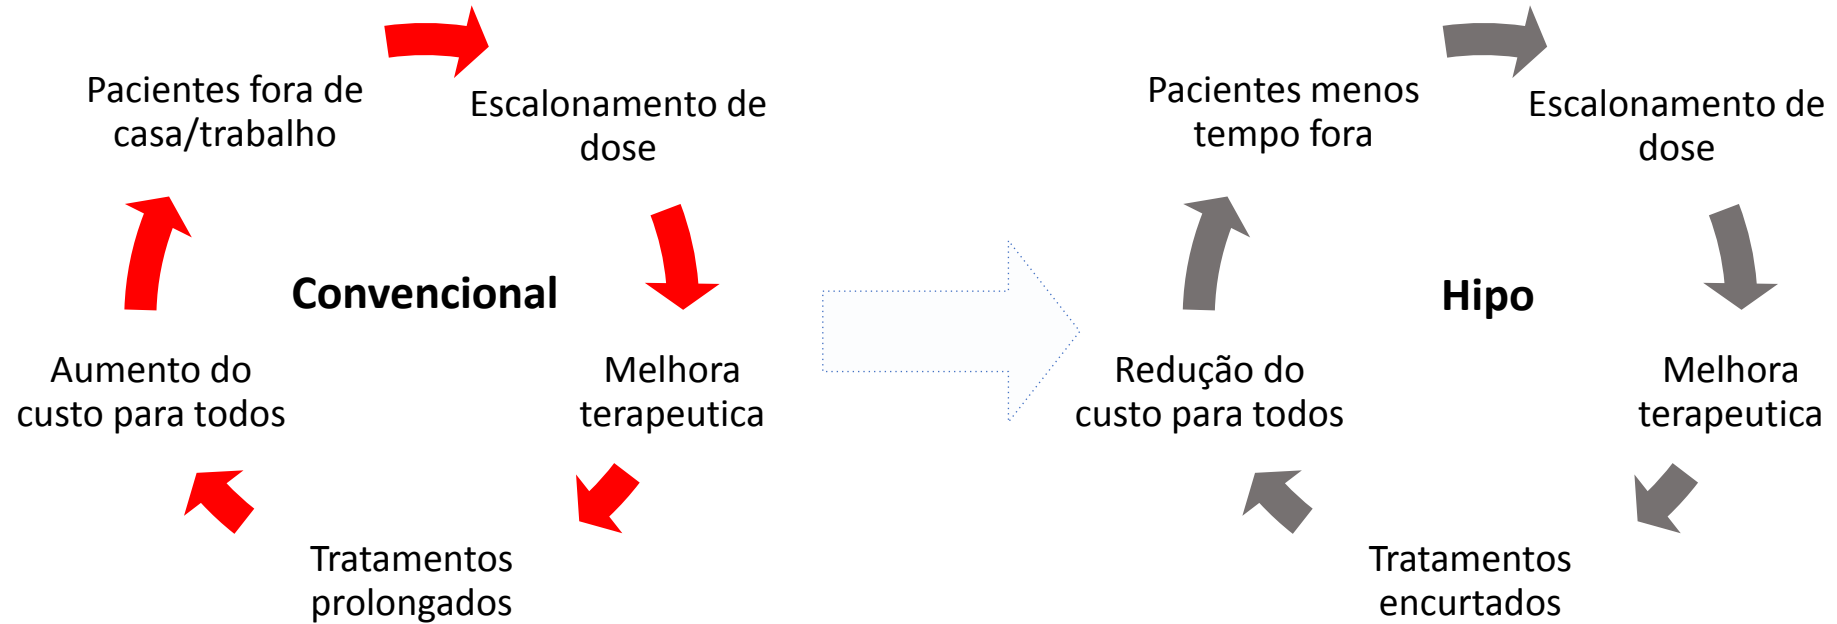 Pacientes fora de
casa/trabalho
Escalonamento de
dose
Convencional
Aumento do
custo para todos
Melhora
terapeutica
Tratamentos
prolongados
Pacientes menos
tempo fora
Escalonamento de
dose
Hipo
Redução do
custo para todos
Melhora
terapeutica
Tratamentos
encurtados